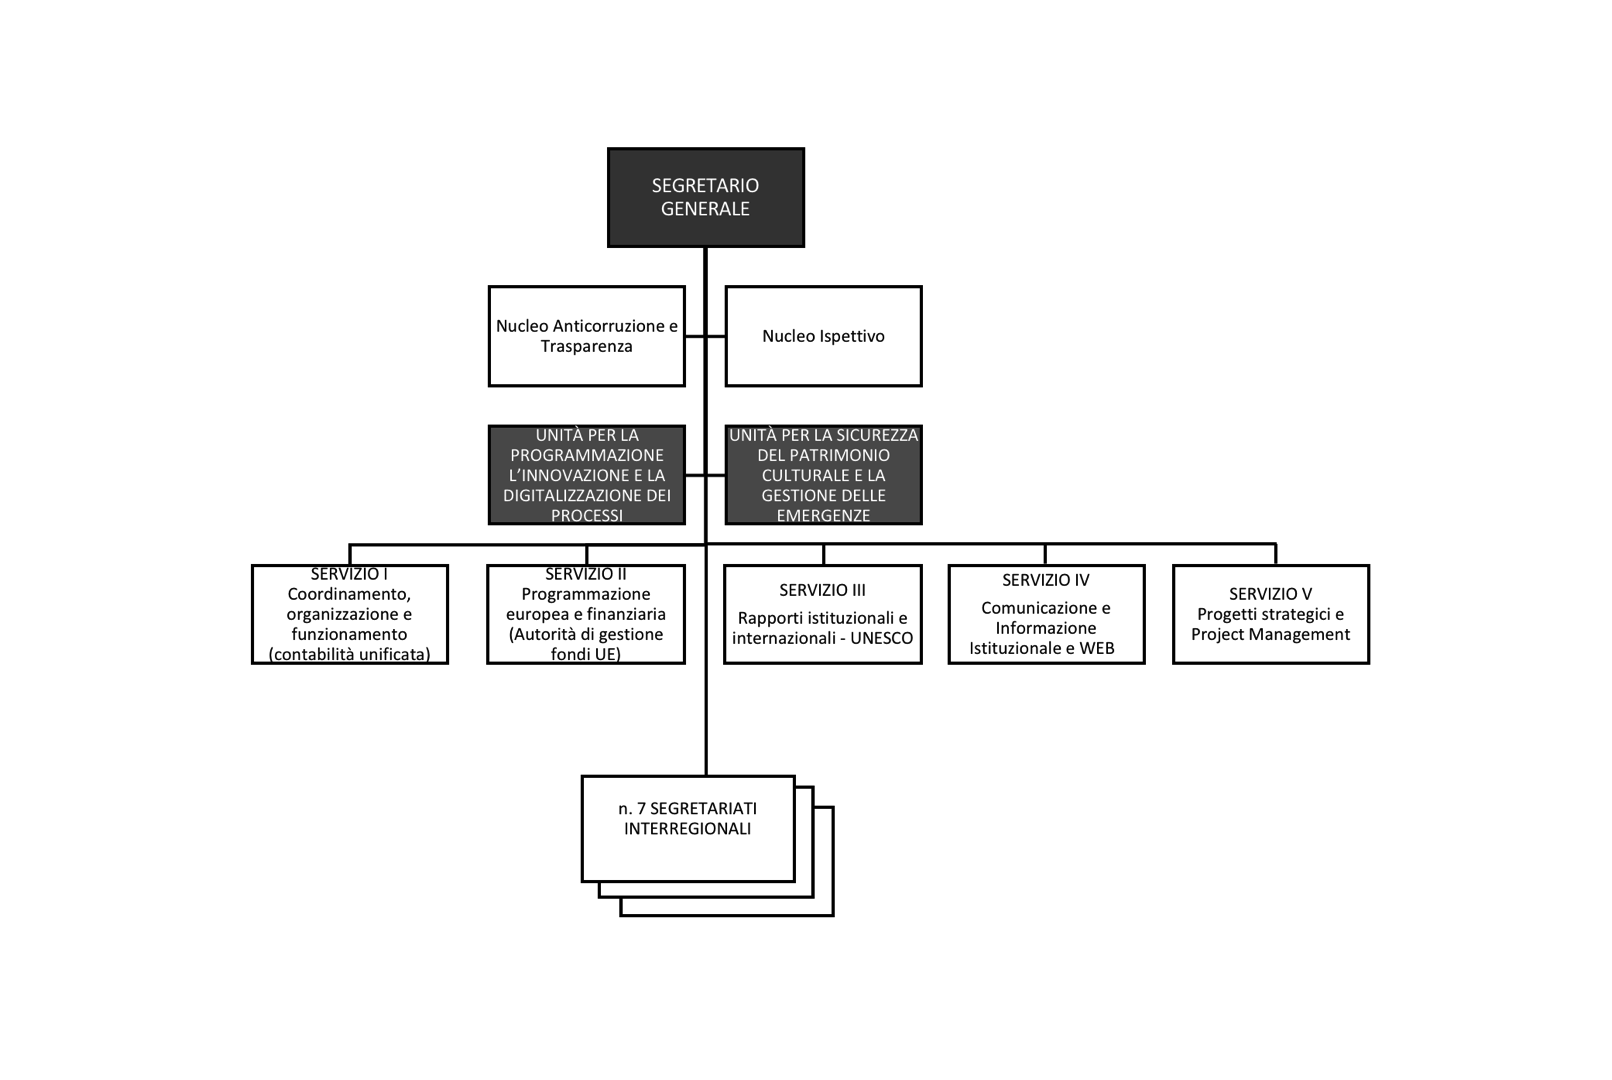 SEGRETARIO
GENERALE
Nucleo Anticorruzione e
Trasparenza
Nucleo Ispettivo
UNITÀ PER LA
PROGRAMMAZIONE
L’INNOVAZIONE E LA
DIGITALIZZAZIONE DEI
PROCESSI
UNITÀ PER LA SICUREZZA
DEL PATRIMONIO
CULTURALE E LA
GESTIONE DELLE
EMERGENZE
SERVIZIO I
Coordinamento,
organizzazione e
funzionamento
(contabilità unificata)
SERVIZIO II
Programmazione
europea e finanziaria
(Autorità di gestione
fondi UE)
SERVIZIO III
Rapporti istituzionali e
internazionali - UNESCO
SERVIZIO IV
Comunicazione e
Informazione
Istituzionale e WEB
SERVIZIO V
Progetti strategici e
Project Management
n. 7 SEGRETARIATI
INTERREGIONALI